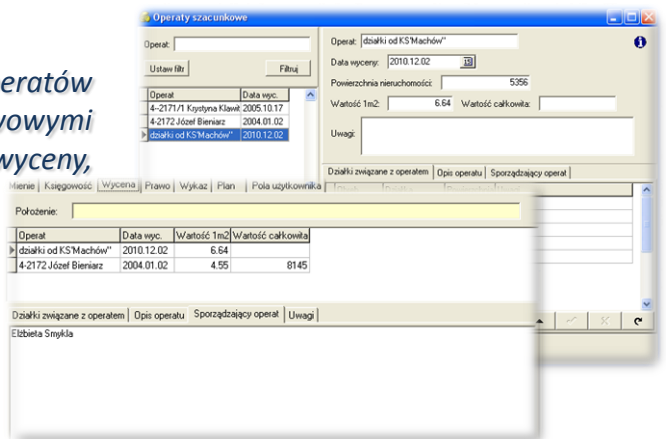 Operaty szacunkowe
Operat:
Ustaw filtr Filtruj
Operat Data wyc.
4--2171/1 Krystyna Klawit 2005.10.17
4-2172 Józef Bieniarz 2004.01.02
działki od KS'Machów" 2010.12.02
Operat: działki od KS'Machów"
Data wyceny: 2010.12.02 15
Powierzchnia nieruchomości: 5356
Wartość 1m2: 6.64 Wartość całkowita:
Uwagi:
Działki związane z operatem Opis operatu Sporządzający operat
peratów
wowymi
wyceny,
Mienie Księgowość Wycena Prawo Wykaz Plan Pola użytkownika
Położenie:
Operat Data wyc. Wartość 1m2 Wartość całkowita
działki od KS'Machów" 2010.12.02 6.64
4-2172 Józef Bieniarz 2004.01.02 4.55 8145
Działki związane z operatem Opis operatu Sporządzający operat Uwagi
Elżbieta Smykla